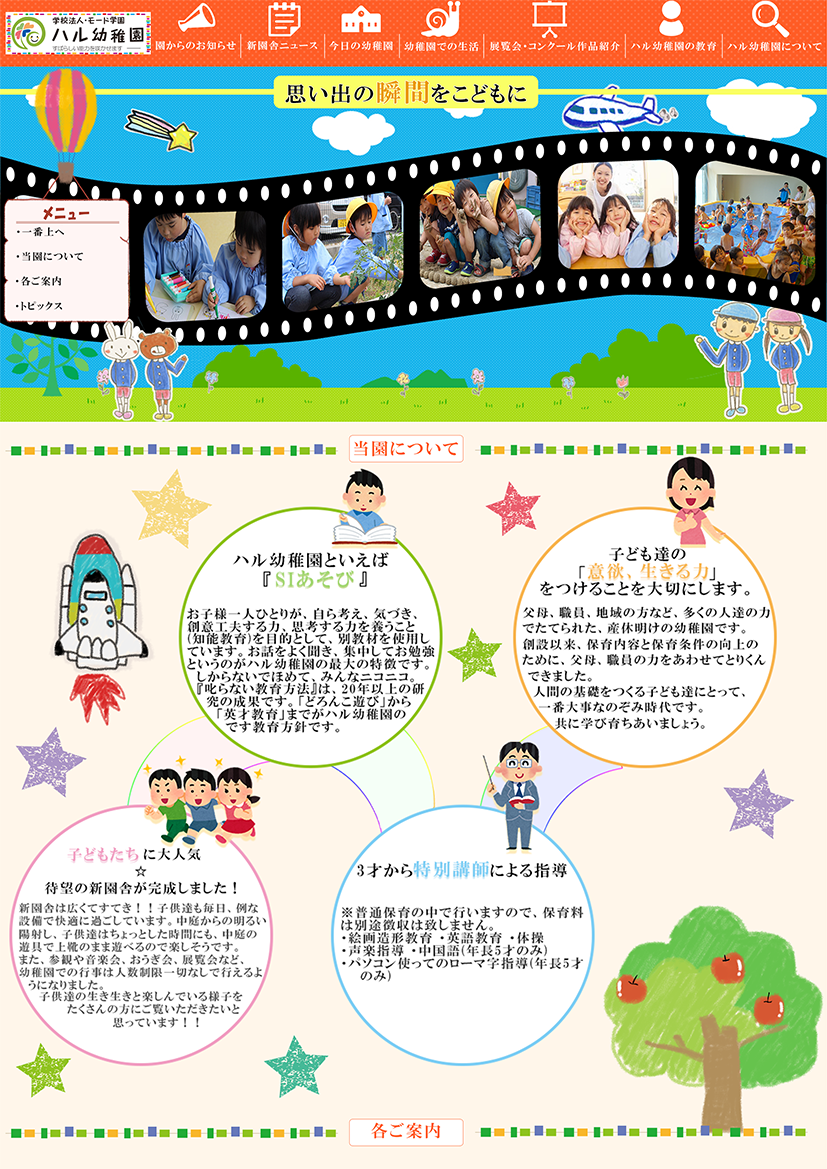 学校法人・モード学園
ハル幼稚園
すばらしい能力を咲かせます
園からのお知らせ
新園舎ニュース
今日の幼稚園
幼稚園での生活
展覧会・コンクール作品紹介
ハル幼稚園の教育
ハル幼稚園について
思い出の瞬間をこどもに
メニュー
・一番上へ
・当園について
・各ご案内
・トピックス
当園について
ハル幼稚園といえば
『SIあそび』
お子様一人ひとりが、自ら考え、気づき、
創意工夫する力、思考する力を養うこと
(知能教育)を目的として、別教材を使用し
ています。お話をよく聞き、集中してお勉強
というのがハル幼稚園の最大の特徴です。
しからないでほめて、みんなニコニコ。
『叱らない教育方法』は、20年以上の研
究の成果です。「どろんこ遊び」から
「英才教育」までがハル幼稚園の
です教育方針です。
子ども達の
「意欲、生きる力」
をつけることを大切にします。
父母、職員、地域の方など、多くの人達の力
でたてられた、産休明けの幼稚園です。
創設以来、保育内容と保育条件の向上の
ために、父母、職員の力をあわせてとりくん
できました。
人間の基礎をつくる子ども達にとって、
一番大事なのぞみ時代です。
共に学び育ちあいましょう。
子どもたちに大人気
☆
待望の新園舎が完成しました！
新園舎は広くてすてき！！子供達も毎日、例な
設備で快適に過ごしています。中庭からの明るい
陽射し、子供達はちょっとした時間にも、中庭の
遊具で上靴のまま遊べるので楽しそうです。
また、参観や音楽会、おうぎ会、展覧会など、
幼稚園での行事は人数制限一切なしで行えるよ
うになりました。
子供達の生き生きと楽しんでいる様子を
たくさんの方にご覧いただきたいと
思っています！！
3才から特別講師による指導
※普通保育の中で行いますので、保育料
は別途徴収は致しません。
・絵画造形教育 ・英語教育 ・体操
・声楽指導 ・中国語(年長5才のみ)
・パソコン使ってのローマ字指導(年長5才
のみ)
各ご案内